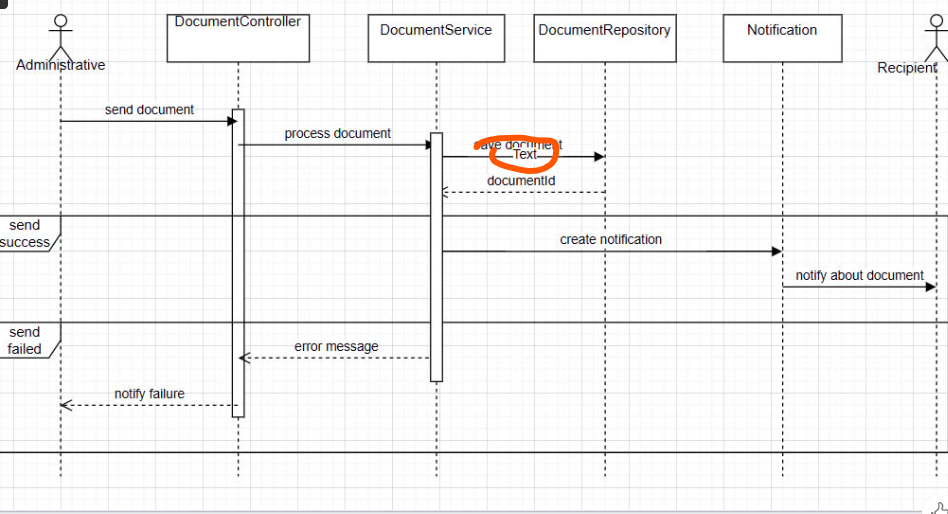 DocumentController
DocumentService
DocumentRepository
Notification
Administrative
Recipient
send document
process document
save document
Text
documentId
send
success
create notification
notify about document
send
failed
error message
notify failure